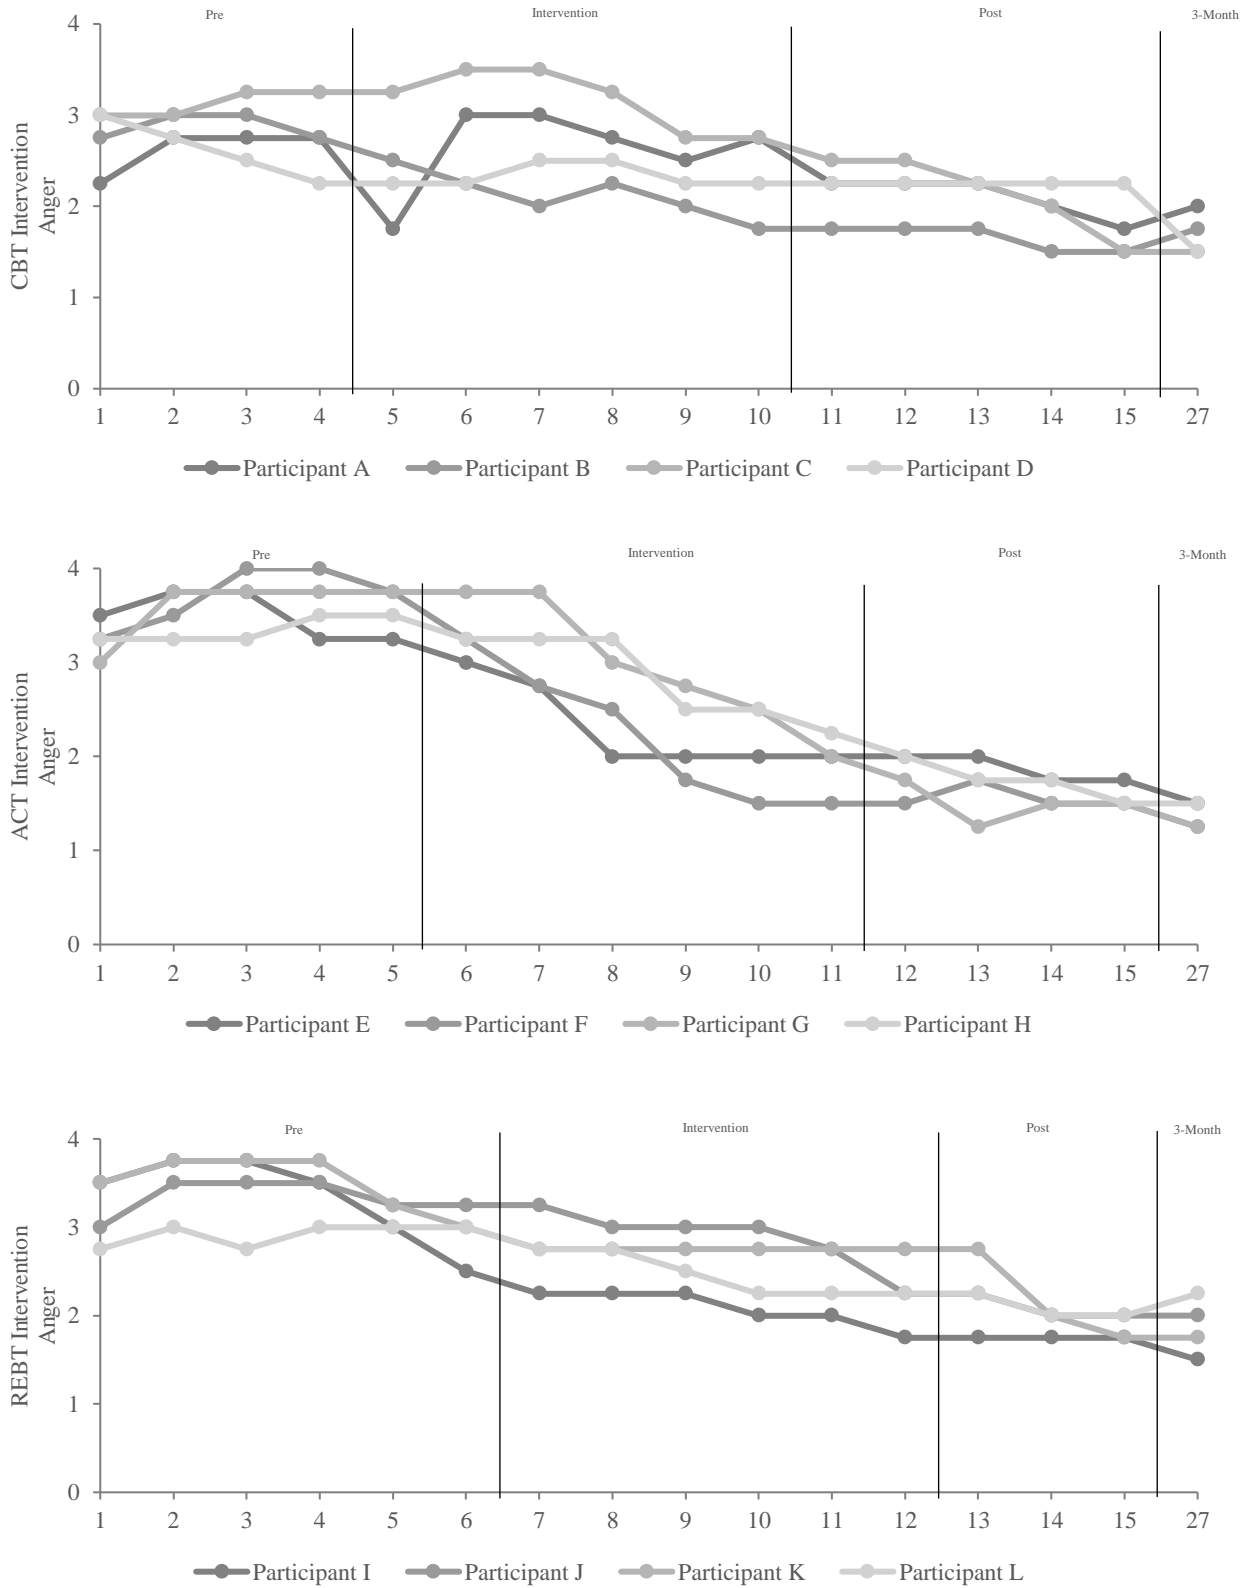 Pre Intervention Post 3-Month
CBT Intervention
Anger
4
3
2
1
0
1 2 3 4 5 6 7 8 9 10 11 12 13 14 15 27
Participant A Participant B Participant C Participant D
Pre Intervention Post 3-Month
ACT Intervention
Anger
4
3
2
1
0
1 2 3 4 5 6 7 8 9 10 11 12 13 14 15 27
Participant E Participant F Participant G Participant H
Pre Intervention Post 3-Month
REBT Intervention
Anger
4
3
2
1
0
1 2 3 4 5 6 7 8 9 10 11 12 13 14 15 27
Participant I Participant J Participant K Participant L